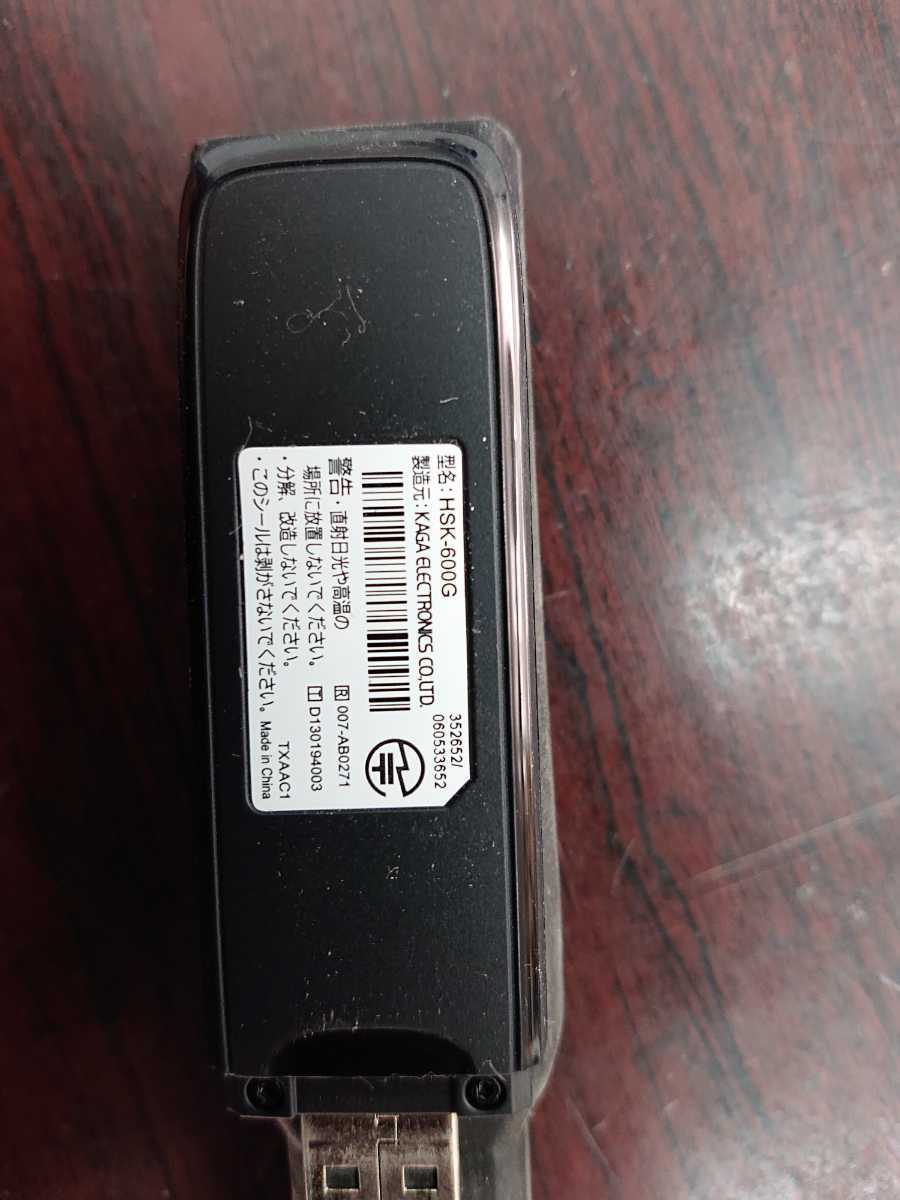 型名:HSK-600G
製造元:KAGA ELECTRONICS CO,LTD.
352652/
060533652
警告・直射日光や高温の
場所に放置しないでください。
・分解、改造しないでください。
・このシールは剥がさないでください。
R 007-AB0271
T D130194003
TXAAC1
Made in China